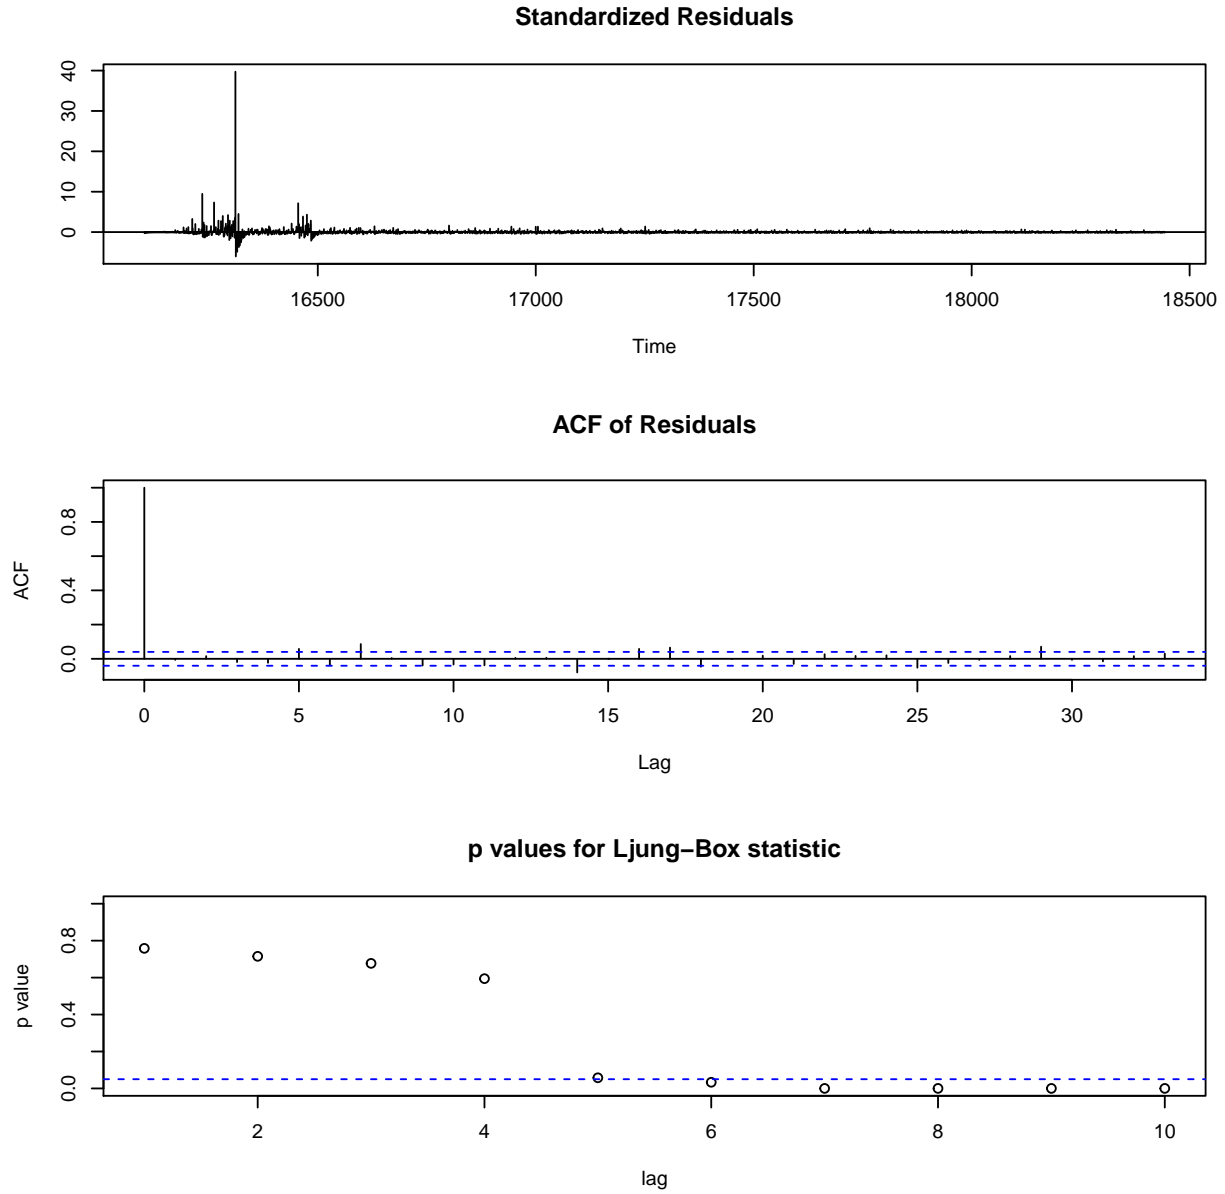 Standardized Residuals
40
30
20
10
0
16500 17000 17500 18000 18500
Time
ACF of Residuals
ACF
0.8
0.4
0.0
0 5 10 15 20 25 30
Lag
p values for Ljung−Box statistic
p value
0.8
0.4
0.0
2 4 6 8 10
lag